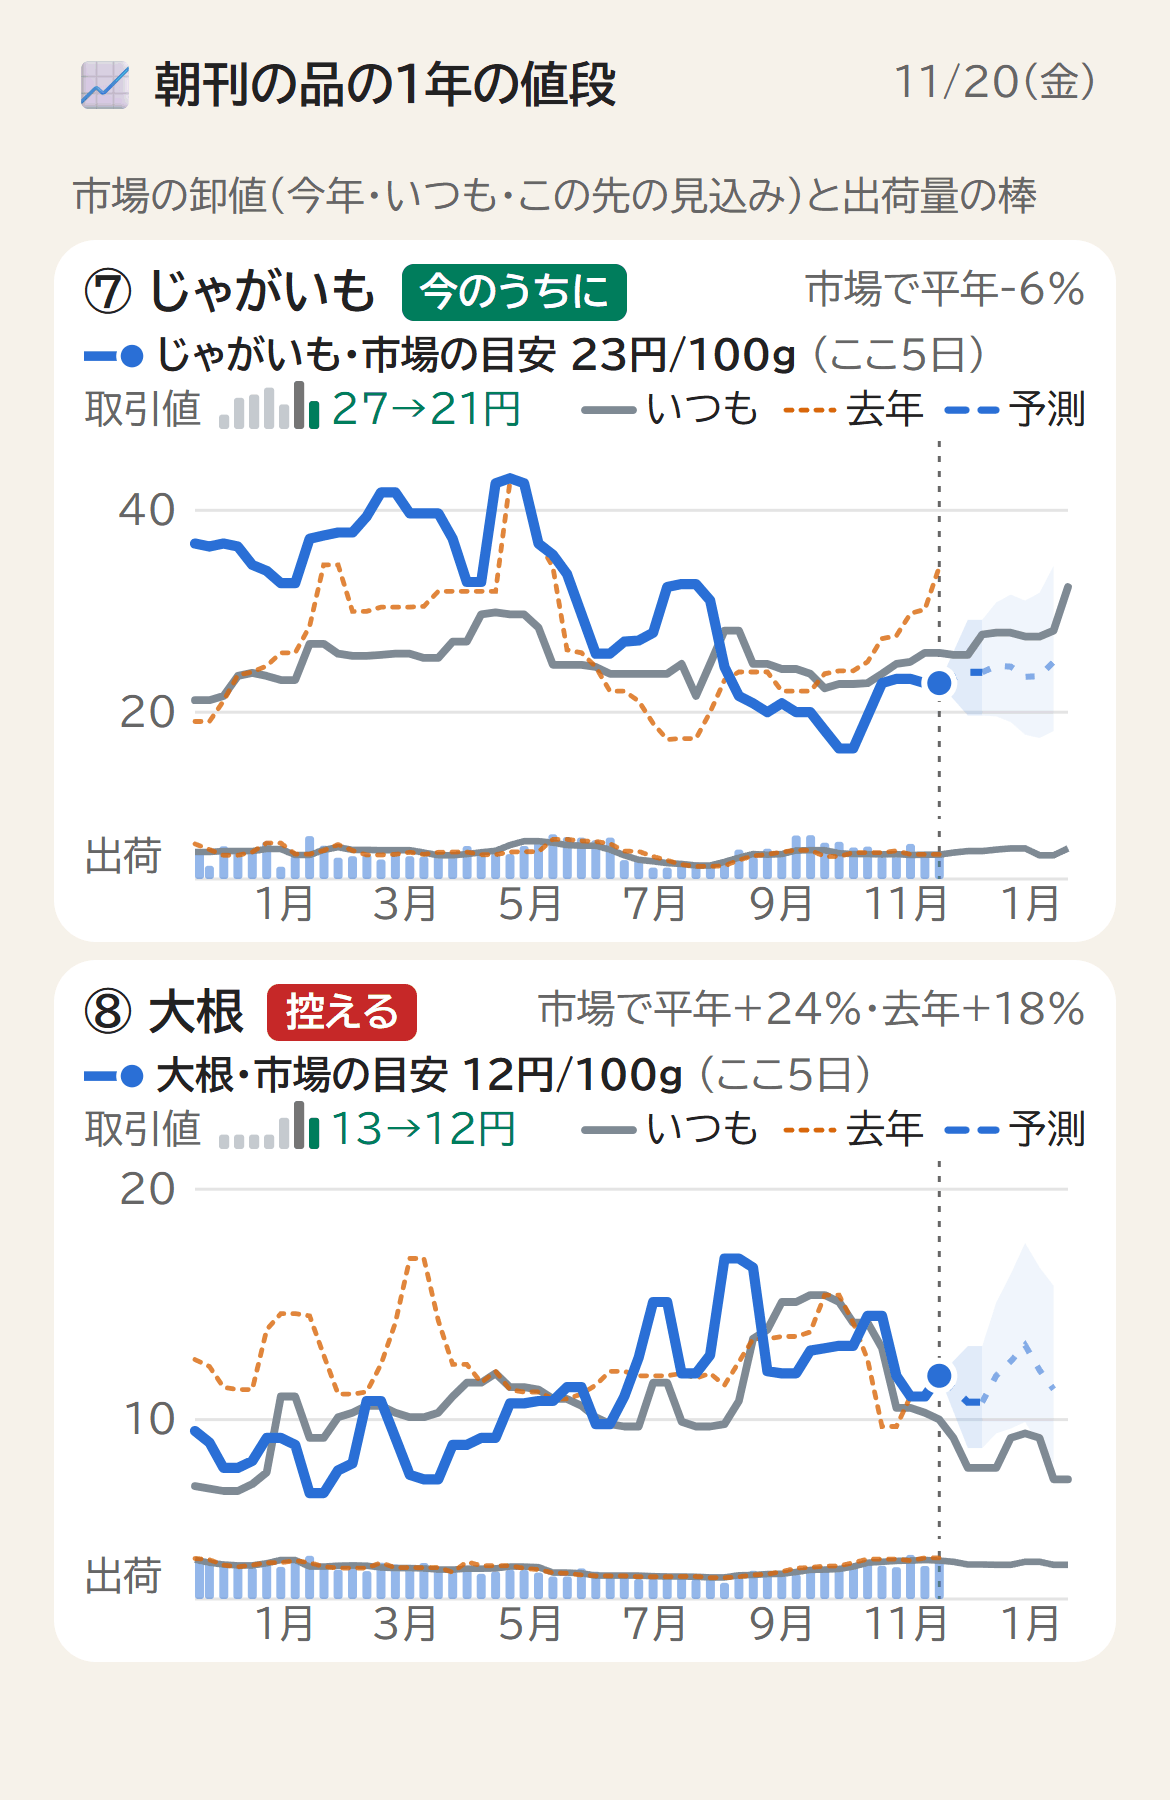 朝刊の品の1年の値段
11/20(金)
市場の卸値(今年・いつも・この先の見込み)と出荷量の棒
⑦ じゃがいも 今のうちに 市場で平年-6%
じゃがいも・市場の目安 23円/100g (ここ5日)
取引値 27→21円 いつも 去年 予測
40
20
出荷
1月 3月 5月 7月 9月 11月 1月
⑧ 大根 控える 市場で平年+24%・去年+18%
大根・市場の目安 12円/100g (ここ5日)
取引値 13→12円 いつも 去年 予測
20
10
出荷
1月 3月 5月 7月 9月 11月 1月